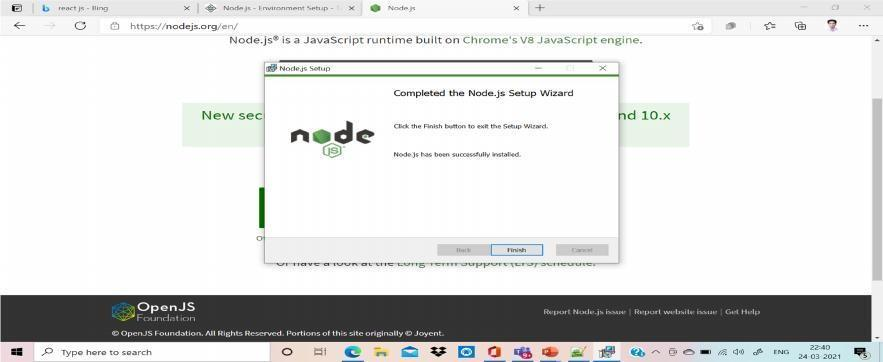 react js - Bing
Node.js - Environment Setup -
Node.js
https://nodejs.org/en/
Node.js® is a JavaScript runtime built on Chrome's V8 JavaScript engine.
Node.js Setup
Completed the Node.js Setup Wizard
New sec
nd 10.x
Click the Finish button to exit the Setup Wizard.
node
JS
Node.js has been successfully installed.
Back
Finish
Cancel
Or have a look at the Long Term Support (LTS) schedule.
OpenJS
Foundation
Report Node.js issue | Report website issue | Get Help
© OpenJS Foundation. All Rights Reserved. Portions of this site originally © Joyent.
Type here to search
ENG
22:40
24-03-2021